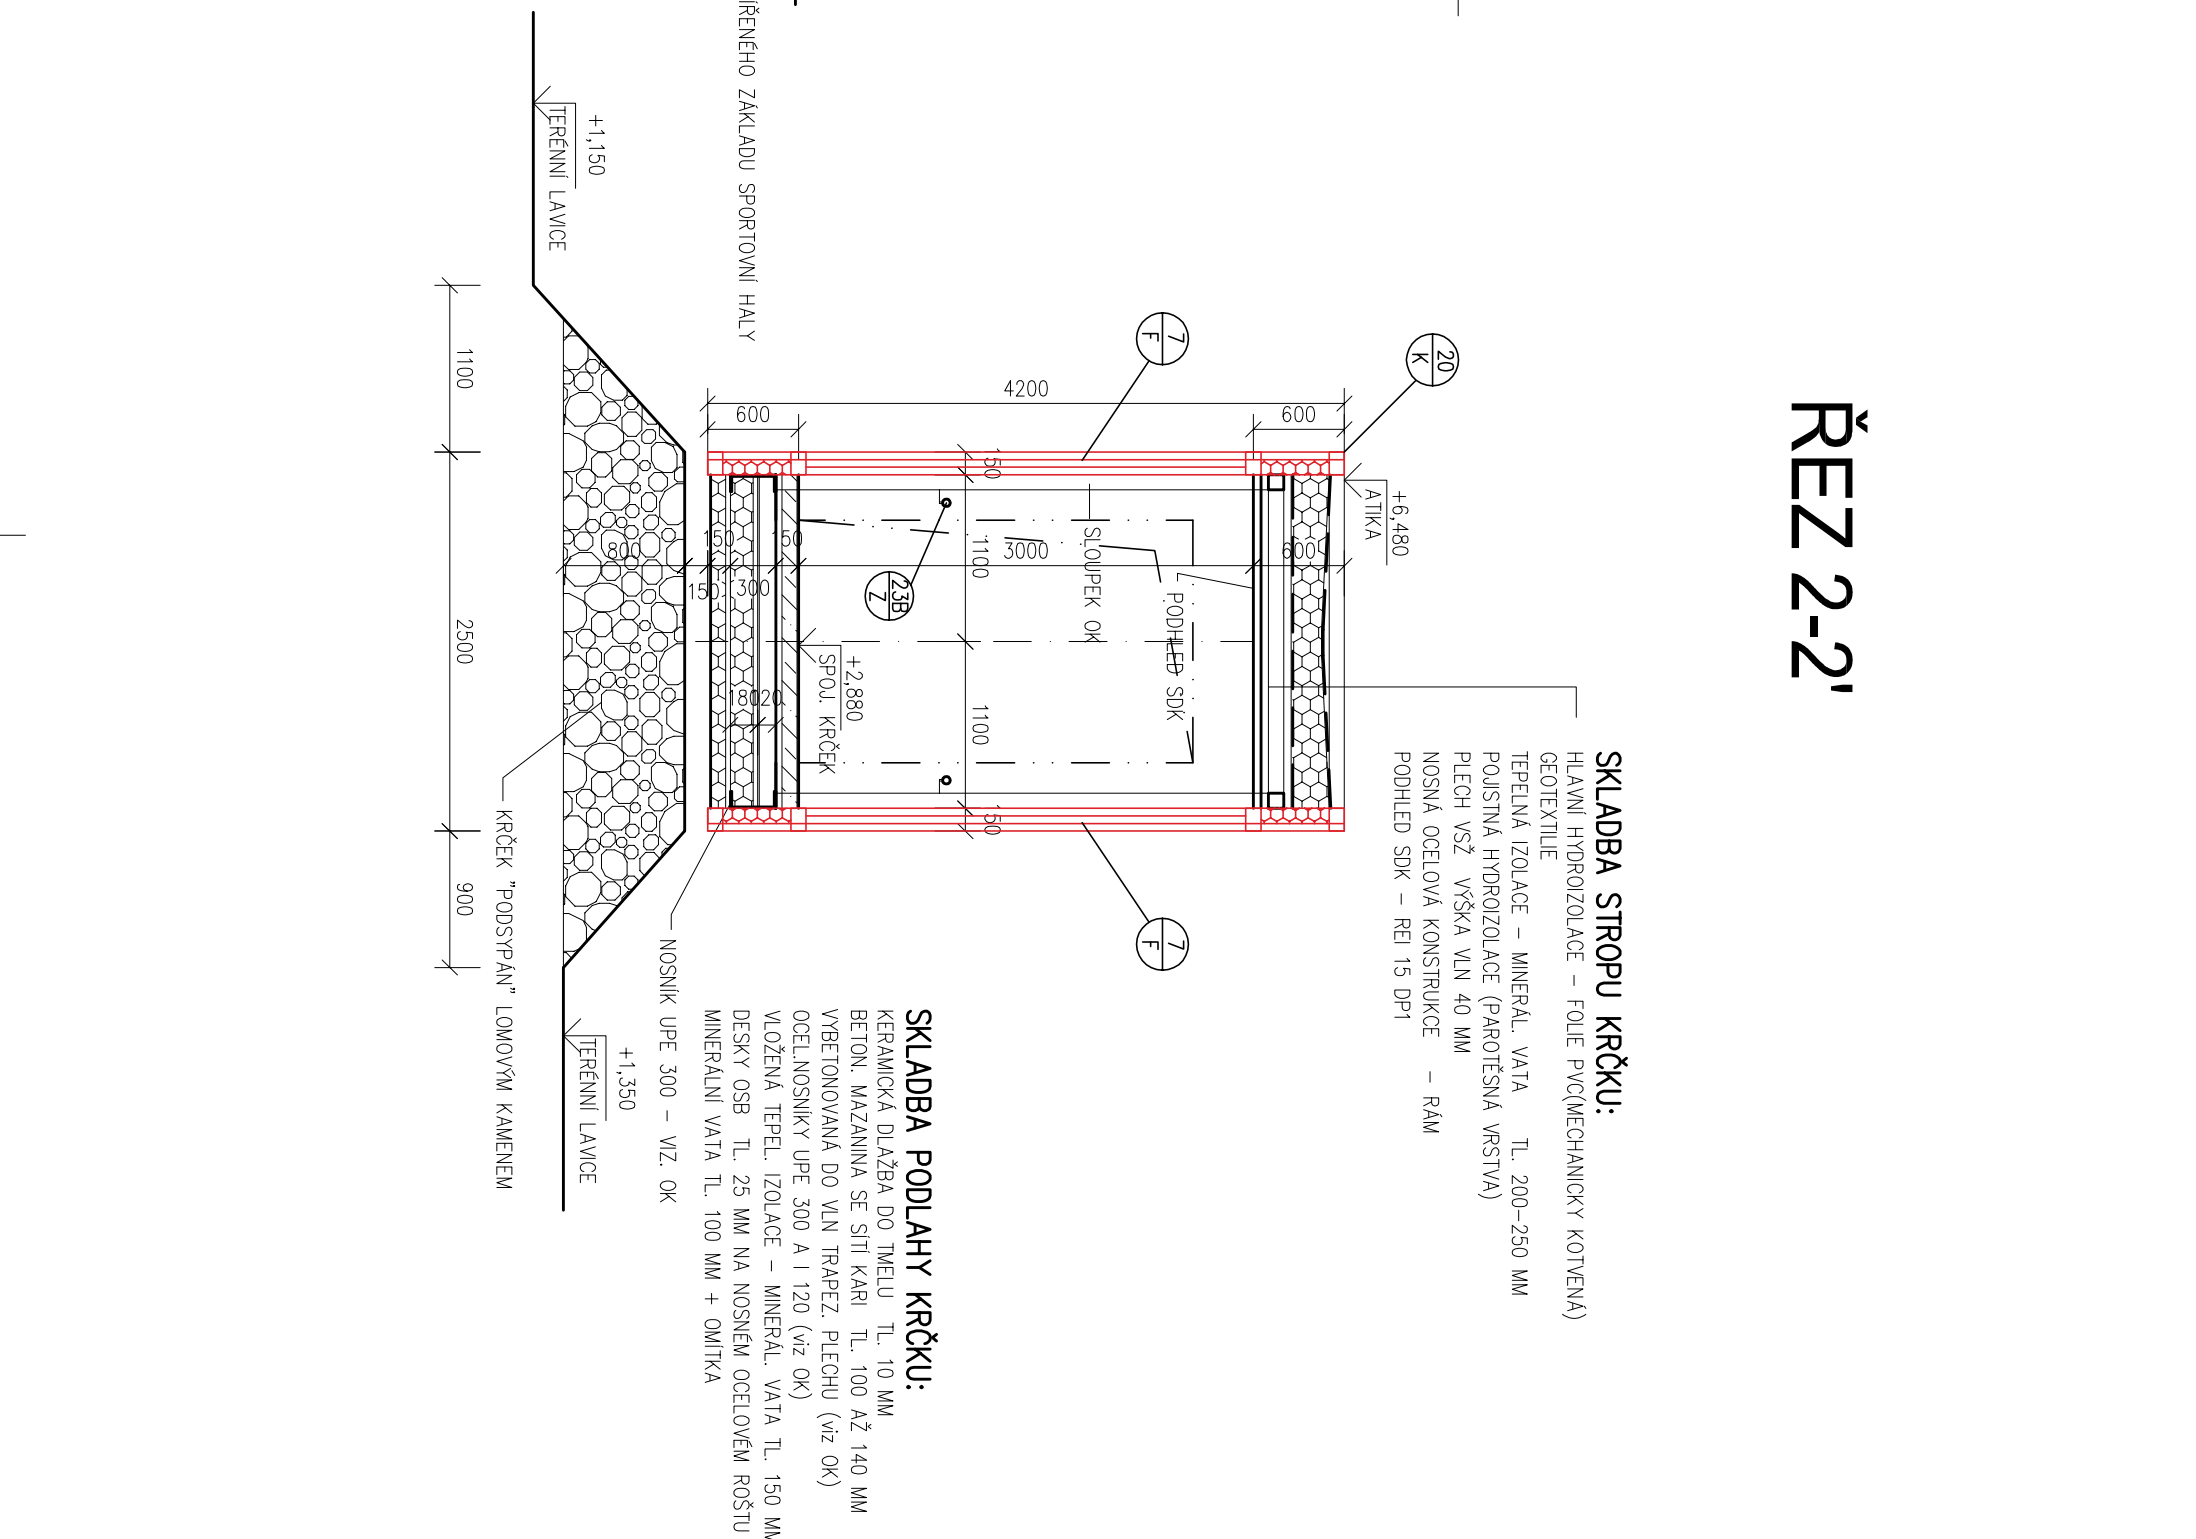 ŘEZ 2-2'
SKLADBA STROPU KRČKU:
HLAVNÍ HYDROIZOLACE - FOLIE PVC(MECHANICKY KOTVENÁ)
GEOTEXTILIE
TEPELNÁ IZOLACE - MINERÁL. VATA TL. 200-250 MM
POJISTNÁ HYDROIZOLACE (PAROTĚSNÁ VRSTVA)
PLECH VSŽ VÝŠKA VLN 40 MM
NOSNÁ OCELOVÁ KONSTRUKCE - RÁM
PODHLED SDK - REI 15 DP1
20
K
+6,480
ATIKA
600
600
7
F
7
F
PODHLED SDK
SLOUPEK OK
4200
3000
150
1100
1100
150
23B
Z
+2,880
SPOJ. KRČEK
600
150
300
150
150
180
120
800
SKLADBA PODLAHY KRČKU:
KERAMICKÁ DLAŽBA DO TMELU TL. 10 MM
BETON. MAZANINA SE SÍTÍ KARI TL. 100 AŽ 140 MM
VYBETONOVANÁ DO VLN TRAPEZ. PLECHU (viz OK)
OCEL.NOSNÍKY UPE 300 A I 120 (viz OK)
VLOŽENÁ TEPEL. IZOLACE - MINERÁL. VATA TL. 150 MM
DESKY OSB TL. 25 MM NA NOSNÉM OCELOVÉM ROŠTU
MINERÁLNÍ VATA TL. 100 MM + OMÍTKA
NOSNÍK UPE 300 - VIZ. OK
ZÁKLADU SPORTOVNÍ HALY
+1,150
TERÉNNÍ LAVICE
+1,350
TERÉNNÍ LAVICE
KRČEK "PODSYPÁN" LOMOVÝM KAMENEM
1100
2500
900